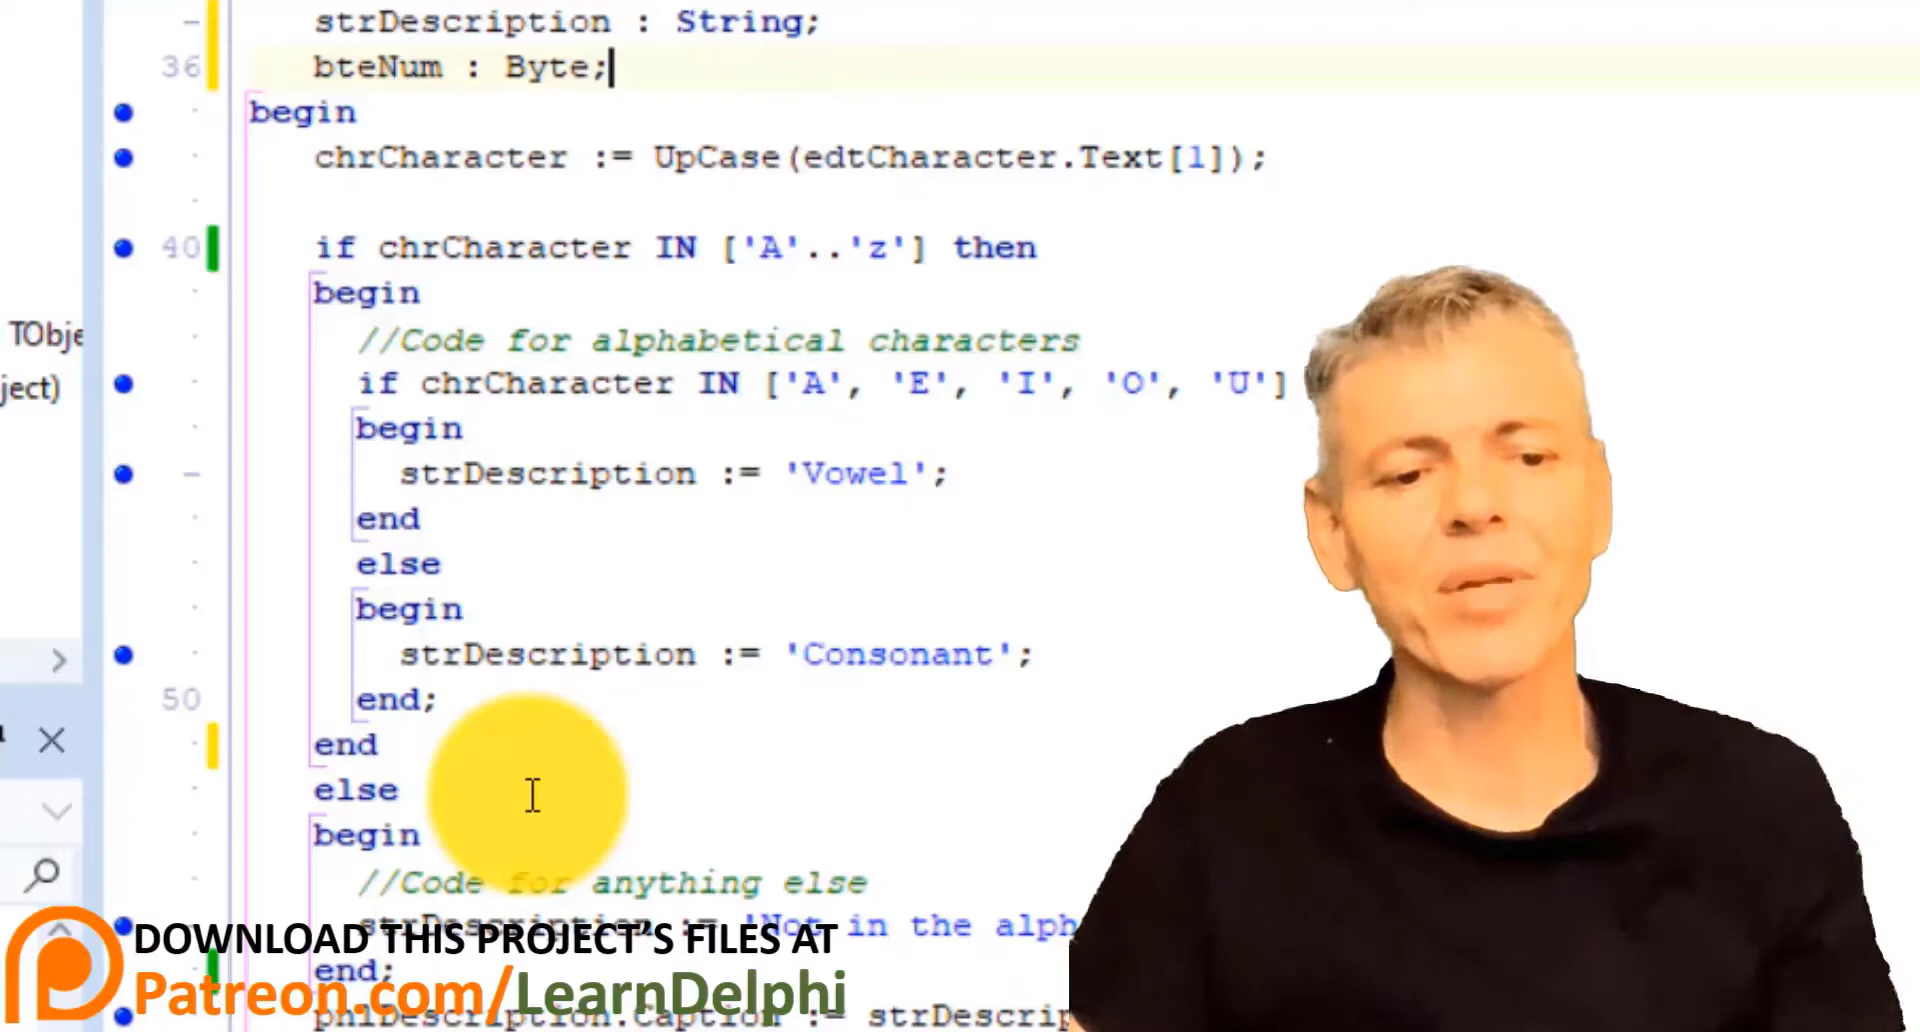 strDescription : String;
36 bteNum : Byte;
begin
chrCharacter := UpCase(edtCharacter.Text[1]);
40 if chrCharacter IN ['A'..'z'] then
begin
TObje
//Code for alphabetical characters
ject)
if chrCharacter IN ['A', 'E', 'I', 'O', 'U']
begin
strDescription := 'Vowel';
end
else
begin
strDescription := 'Consonant';
50 end;
end
else
begin
//Code for anything else
strDescription := 'Not in the alph
DOWNLOAD THIS PROJECT'S FILES AT
end;
Patreon.com/LearnDelphi
pnlDescription.Caption := strDescrip